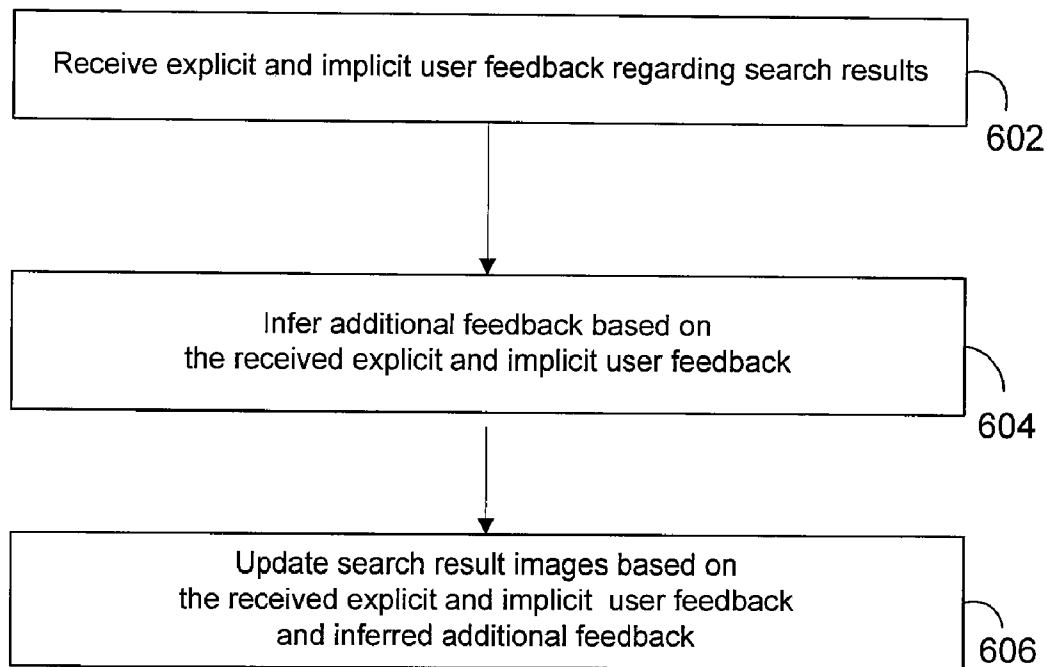 Receive explicit and implicit user feedback regarding search results
602
Infer additional feedback based on
the received explicit and implicit user feedback
604
Update search result images based on
the received explicit and implicit user feedback
and inferred additional feedback
606